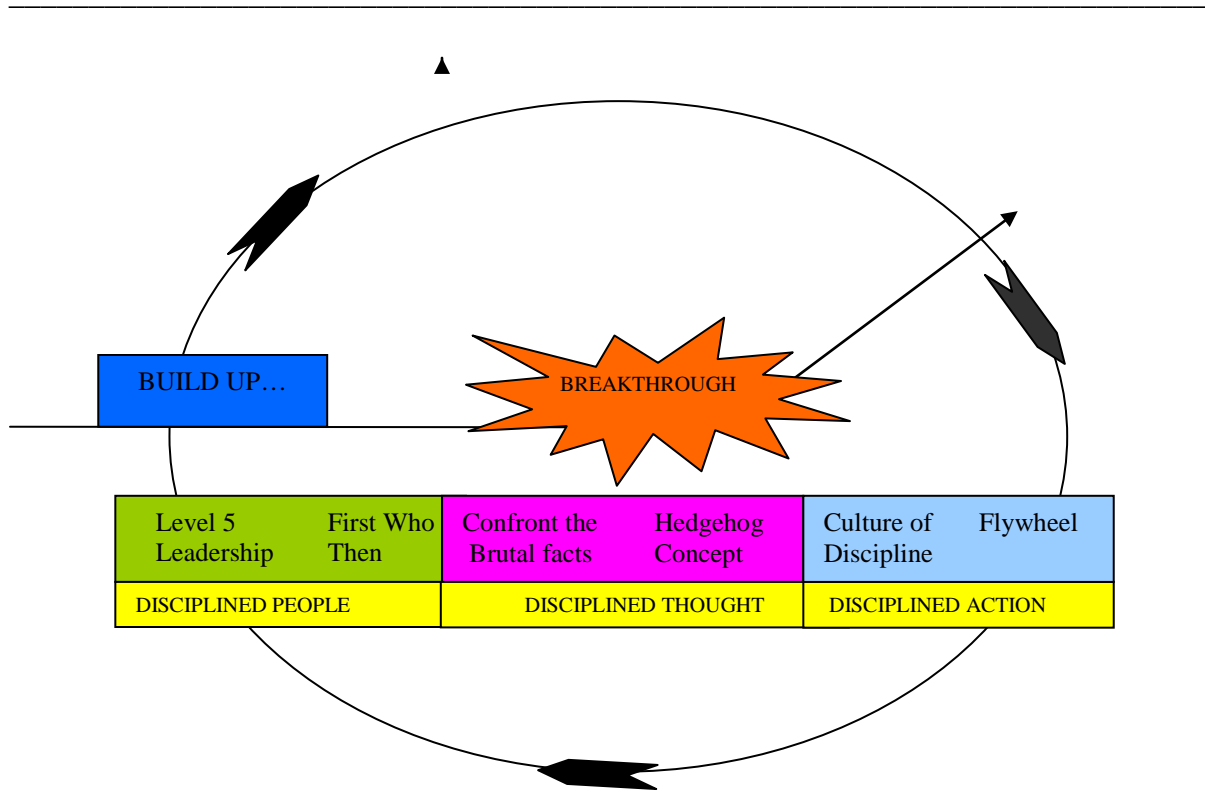 BUILD UP…
BREAKTHROUGH
Level 5
Leadership
First Who
Then
Confront the
Brutal facts
Hedgehog
Concept
Culture of
Discipline
Flywheel
DISCIPLINED PEOPLE
DISCIPLINED THOUGHT
DISCIPLINED ACTION